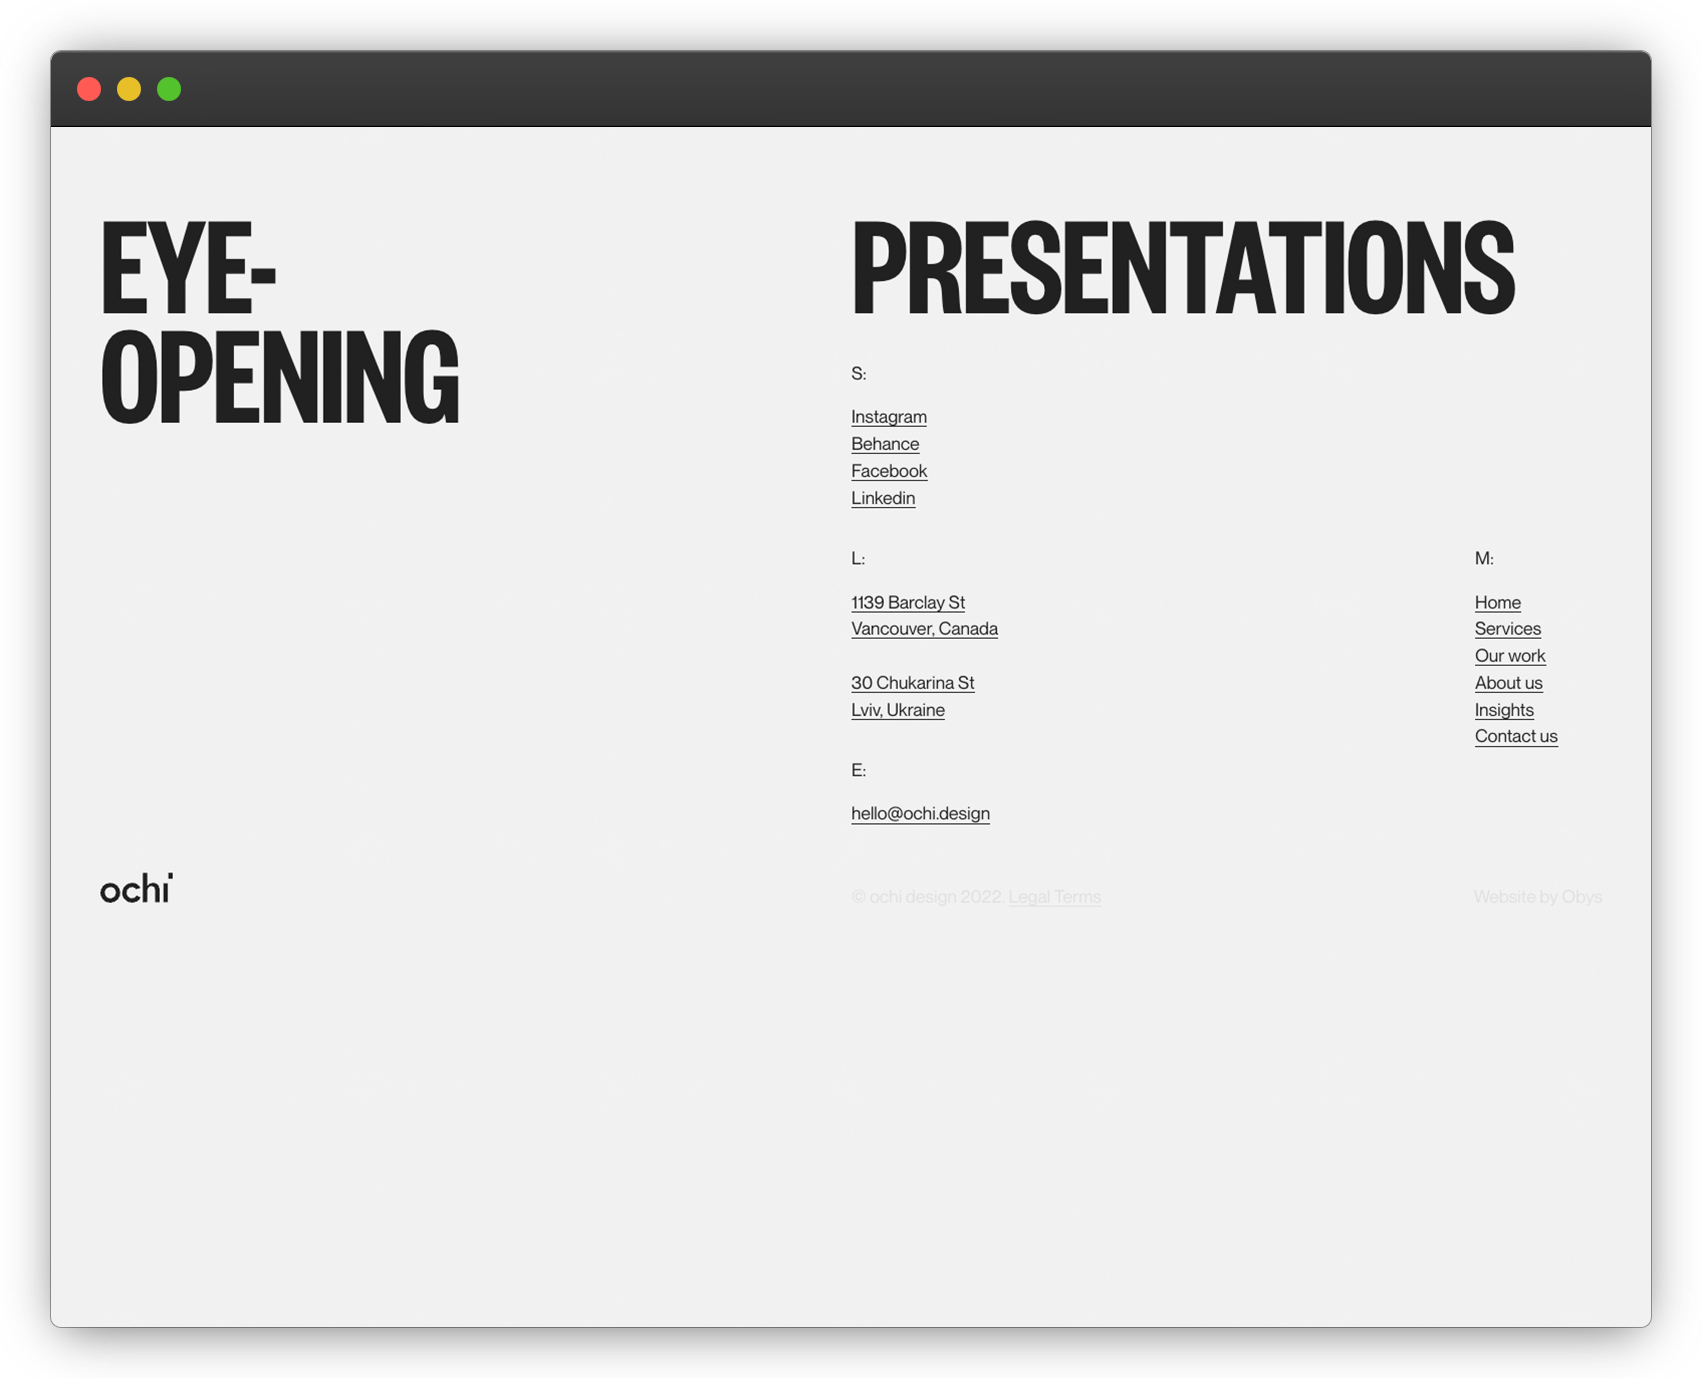 EYE-
OPENING
PRESENTATIONS
S:
Instagram
Behance
Facebook
Linkedin
L:
1139 Barclay St
Vancouver, Canada
30 Chukarina St
Lviv, Ukraine
E:
hello@ochi.design
M:
Home
Services
Our work
About us
Insights
Contact us
ochi
© ochi design 2022. Legal Terms
Website by Obys